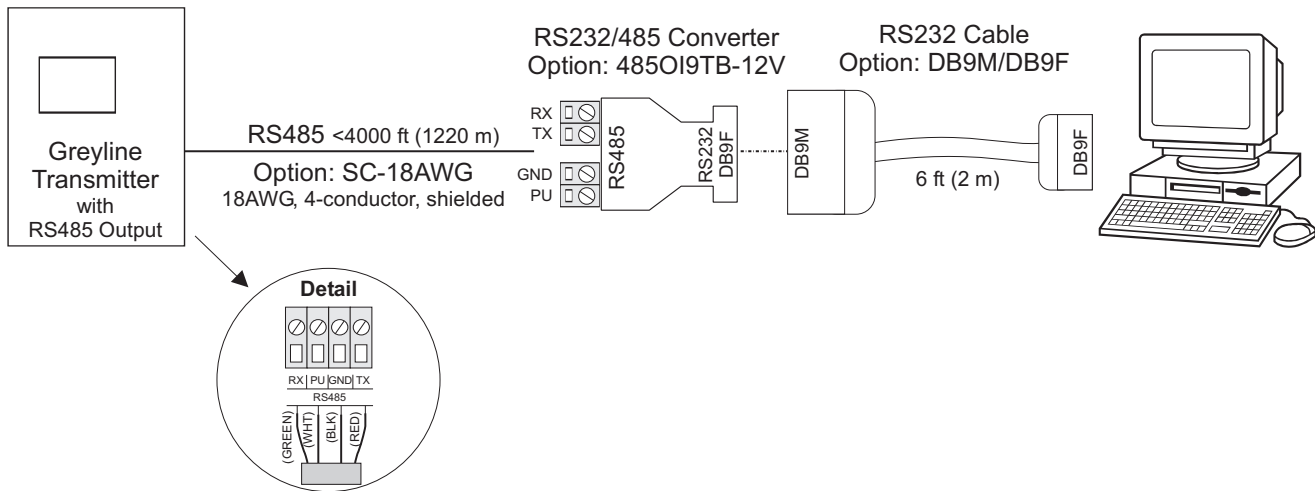 Greyline
Transmitter
with
RS485 Output
RS485 <4000 ft (1220 m)
Option: SC-18AWG
18AWG, 4-conductor, shielded
RS232/485 Converter
Option: 485OI9TB-12V
RX
TX
GND
PU
RS485
RS232
DB9F
RS232 Cable
Option: DB9M/DB9F
DB9M
6 ft (2 m)
DB9F
Detail
RX PU GND TX
RS485
(GREEN)
(WHT)
(BLK)
(RED)